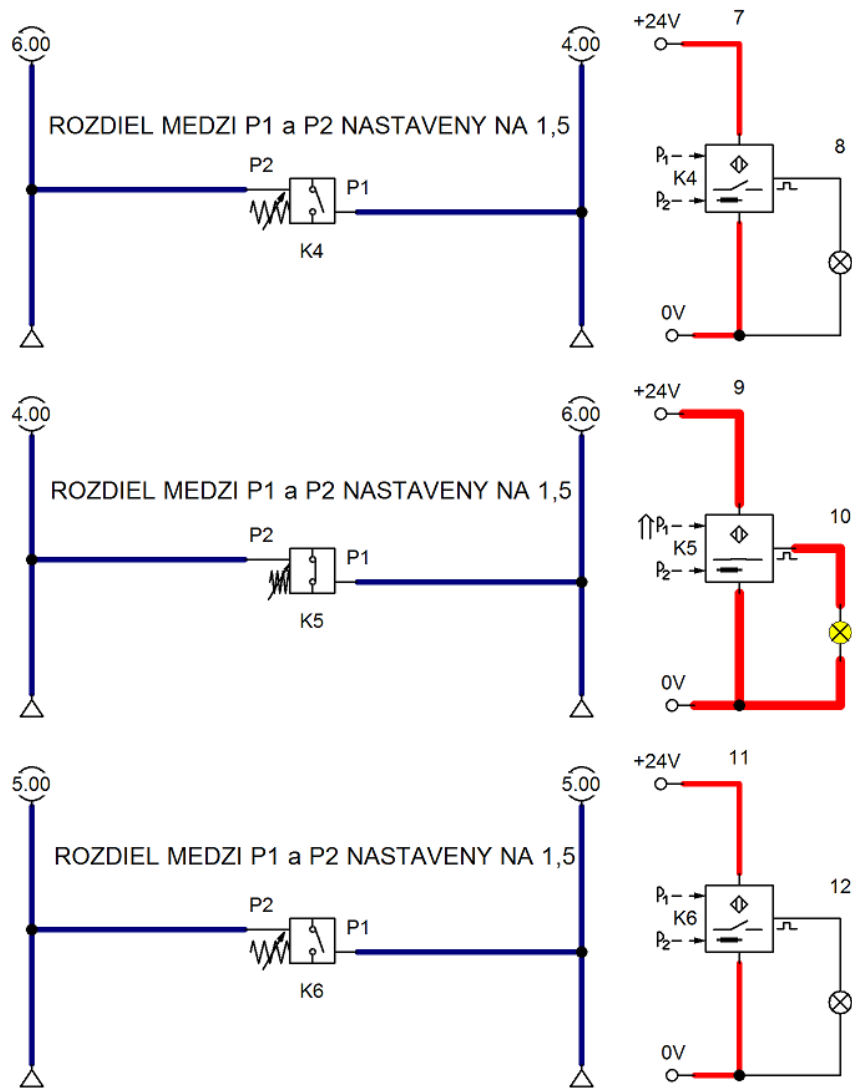 6.00
4.00
+24V
7
ROZDIEL MEDZI P1 a P2 NASTAVENY NA 1,5
8
P2
P1
P1
K4
P2
K4
0V
4.00
6.00
+24V
9
ROZDIEL MEDZI P1 a P2 NASTAVENY NA 1,5
10
P2
P1
P1
K5
P2
K5
0V
5.00
5.00
+24V
11
ROZDIEL MEDZI P1 a P2 NASTAVENY NA 1,5
12
P2
P1
P1
K6
P2
K6
0V